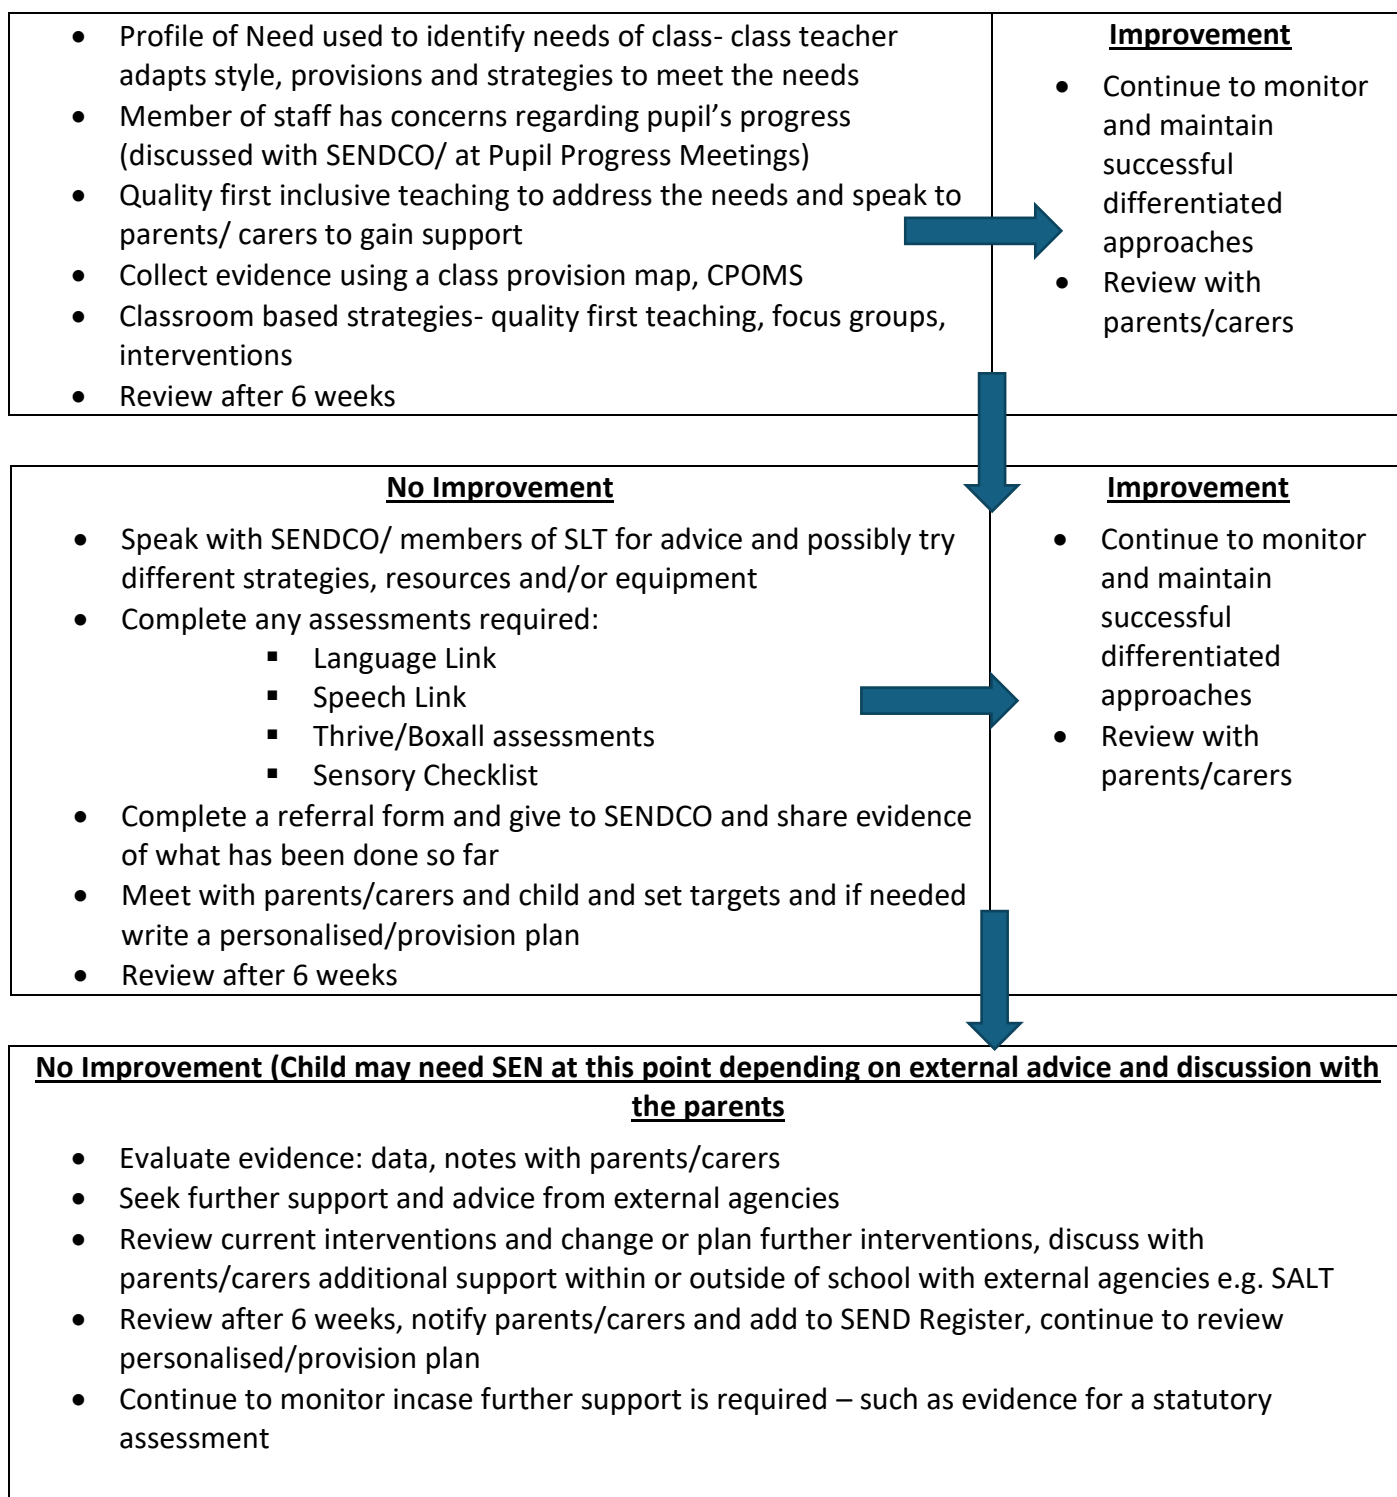 • Profile of Need used to identify needs of class- class teacher
adapts style, provisions and strategies to meet the needs
• Member of staff has concerns regarding pupil’s progress
(discussed with SENDCO/ at Pupil Progress Meetings)
• Quality first inclusive teaching to address the needs and speak to
parents/ carers to gain support
• Collect evidence using a class provision map, CPOMS
• Classroom based strategies- quality first teaching, focus groups,
interventions
• Review after 6 weeks
Improvement
• Continue to monitor
and maintain
successful
differentiated
approaches
• Review with
parents/carers
No Improvement
• Speak with SENDCO/ members of SLT for advice and possibly try
different strategies, resources and/or equipment
• Complete any assessments required:
▪ Language Link
▪ Speech Link
▪ Thrive/Boxall assessments
▪ Sensory Checklist
• Complete a referral form and give to SENDCO and share evidence
of what has been done so far
• Meet with parents/carers and child and set targets and if needed
write a personalised/provision plan
• Review after 6 weeks
Improvement
• Continue to monitor
and maintain
successful
differentiated
approaches
• Review with
parents/carers
No Improvement (Child may need SEN at this point depending on external advice and discussion with
the parents
• Evaluate evidence: data, notes with parents/carers
• Seek further support and advice from external agencies
• Review current interventions and change or plan further interventions, discuss with
parents/carers additional support within or outside of school with external agencies e.g. SALT
• Review after 6 weeks, notify parents/carers and add to SEND Register, continue to review
personalised/provision plan
• Continue to monitor incase further support is required – such as evidence for a statutory
assessment